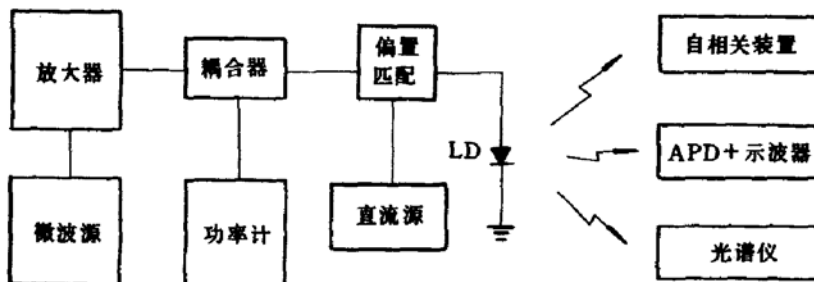 放大器
耦合器
偏置
匹配
自相关装置
LD
APD+示波器
微波源
功率计
直流源
光谱仪